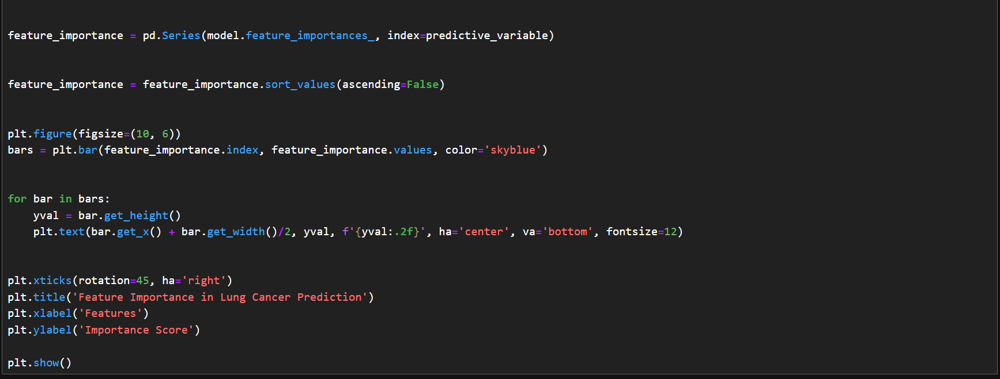 feature_importance = pd.Series(model.feature_importances_, index=predictive_variable)
feature_importance = feature_importance.sort_values(ascending=False)
plt.figure(figsize=(10, 6))
bars = plt.bar(feature_importance.index, feature_importance.values, color='skyblue')
for bar in bars:
    yval = bar.get_height()
    plt.text(bar.get_x() + bar.get_width()/2, yval, f'{yval:.2f}', ha='center', va='bottom', fontsize=12)
plt.xticks(rotation=45, ha='right')
plt.title('Feature Importance in Lung Cancer Prediction')
plt.xlabel('Features')
plt.ylabel('Importance Score')
plt.show()